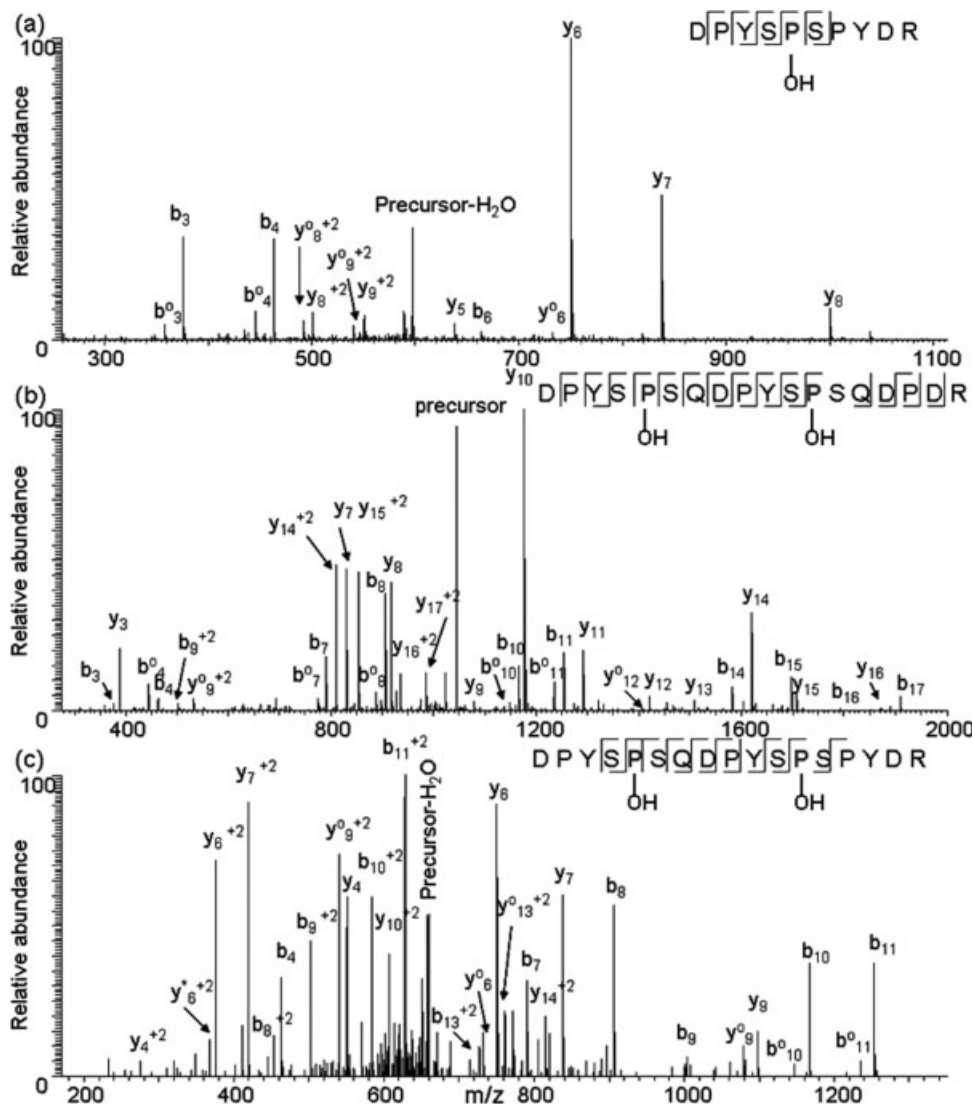 (a)
DPYSPSPYDR
OH
Relative abundance
100
0
b3
bo3
b4
bo4
yo8+2
y8+2
yo9+2
y9+2
Precursor-H2O
y5
b6
yo6
y6
y7
y8
300 500 700 900 1100
(b)
DPYSPSQDPYSPSQDPDR
OH OH
Relative abundance
100
0
y10
precursor
y14+2
y7 y15+2
b8 y8
y17+2
y3
b3
bo4
b4
b9+2
yo9+2
b7
bo7
bo8
y16+2
y9
b10
bo10
b11
bo11
y11
yo12
y12
y13
b14
y14
b15
y15
b16
y16
b17
400 800 1200 1600 2000
(c)
DPYSPSQDPYSPSPYDR
OH OH
Relative abundance
100
0
y4+2
y*6+2
y6+2
y7+2
b8+2
b4
b9+2
yo9+2
y4
b10+2
y10+2
b11+2
Precursor-H2O
b13+2
yo6
y6
yo13+2
b7
y14+2
y7
b8
b9
yo9
y9
bo10
b10
bo11
b11
200 400 600 m/z 800 1000 1200